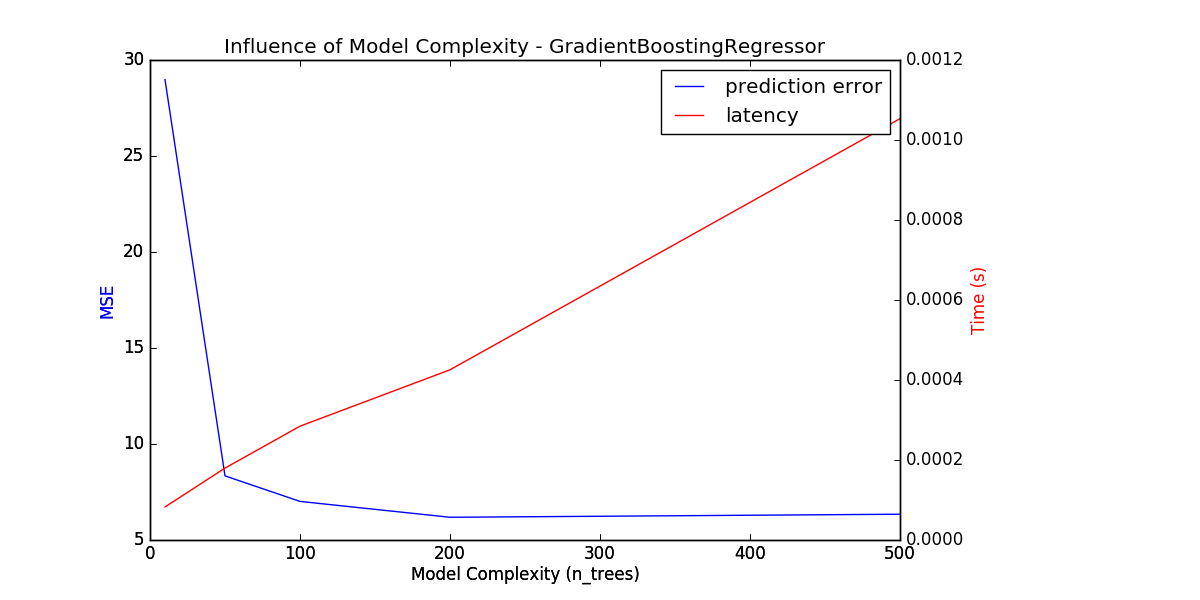 Influence of Model Complexity - GradientBoostingRegressor
prediction error
latency
30
25
20
15
10
5
MSE
0.0012
0.0010
0.0008
0.0006
0.0004
0.0002
0.0000
Time (s)
0 100 200 300 400 500
Model Complexity (n_trees)